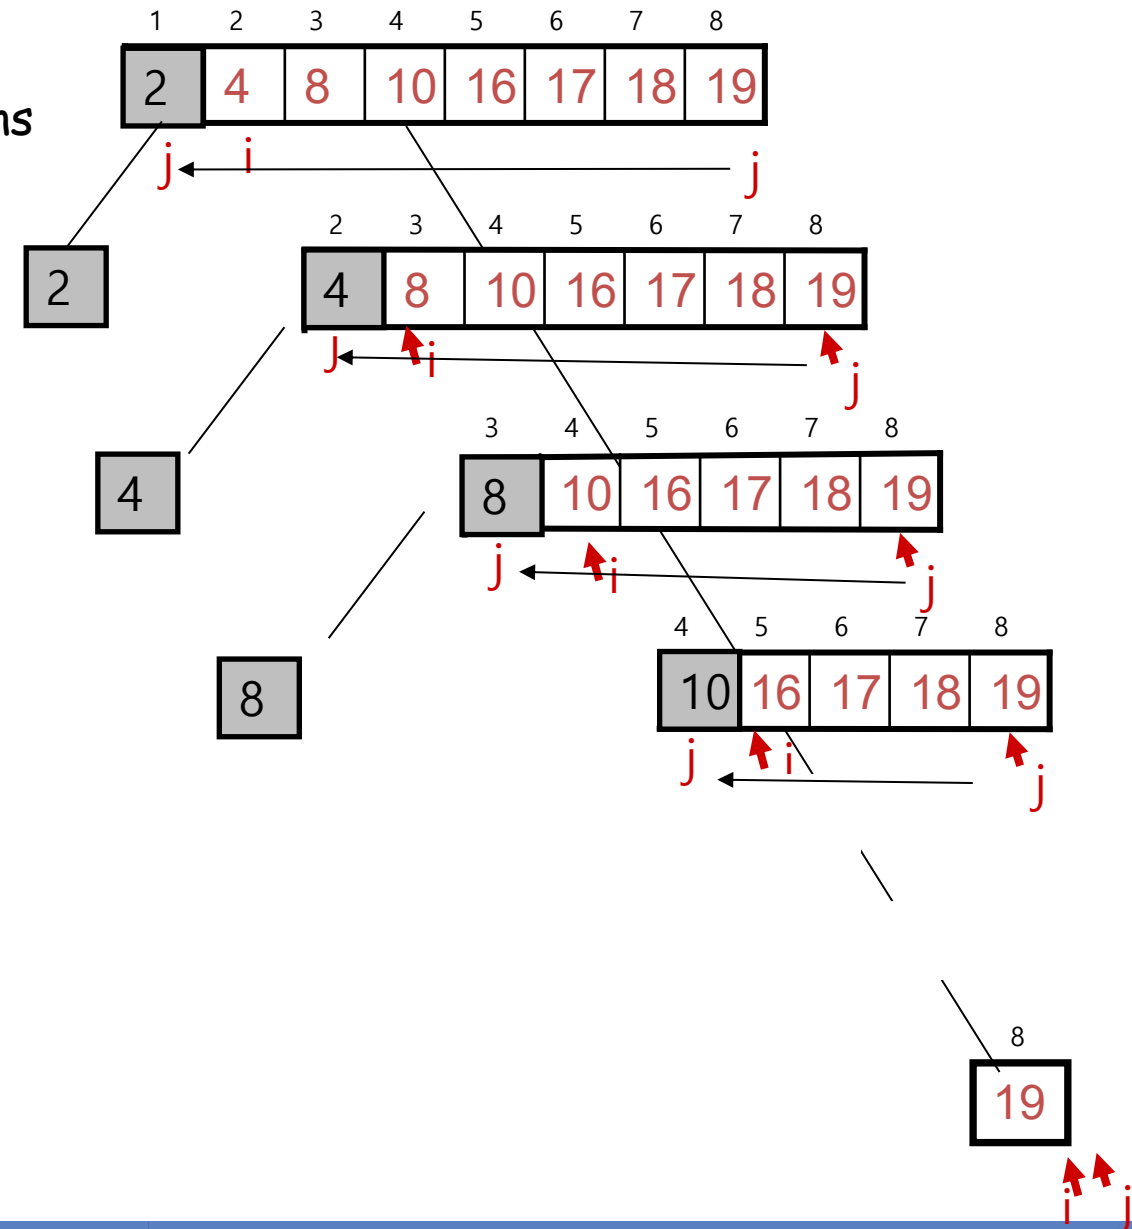 1 2 3 4 5 6 7 8
2 4 8 10 16 17 18 19
ns
j i j
2 3 4 5 6 7 8
2
4 8 10 16 17 18 19
j i j
3 4 5 6 7 8
4
8 10 16 17 18 19
j i j
4 5 6 7 8
8
10 16 17 18 19
j i j
8
19
i j